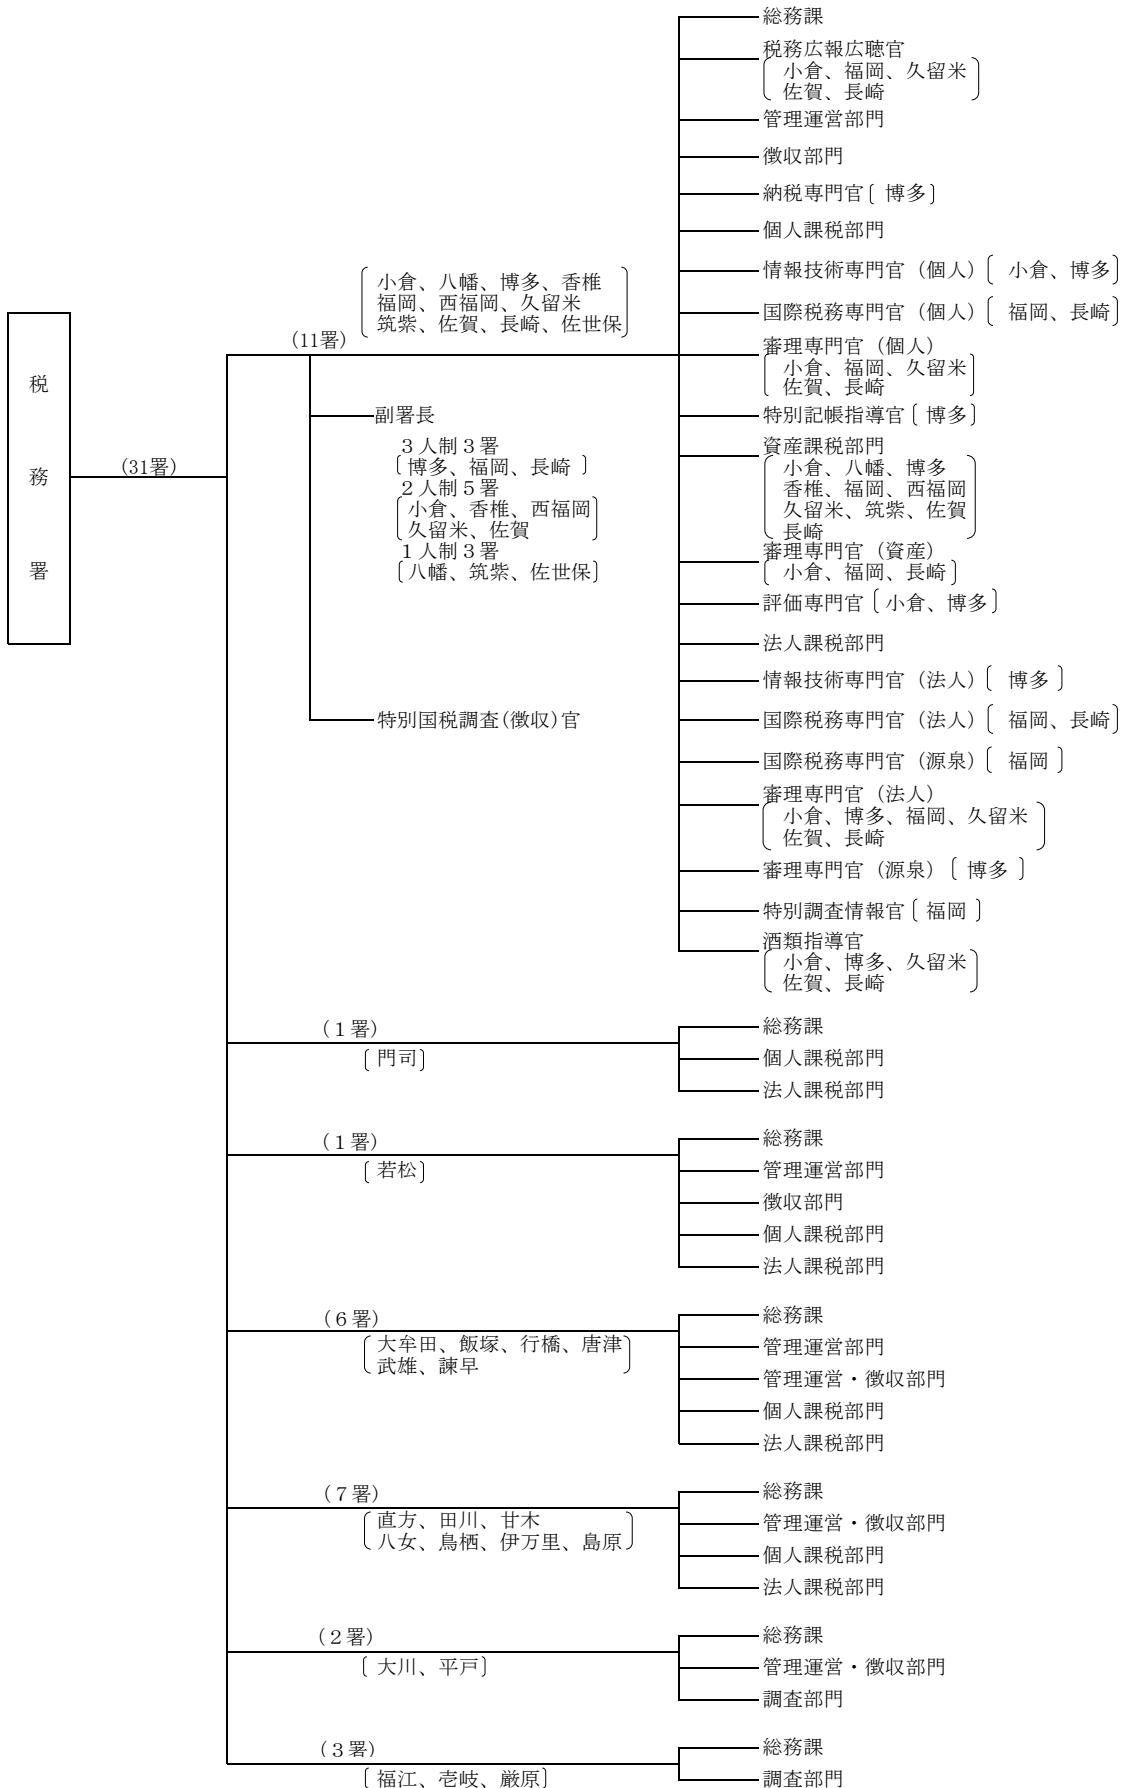 税務署
(31署)
(11署)
小倉、八幡、博多、香椎
福岡、西福岡、久留米
筑紫、佐賀、長崎、佐世保
副署長
３人制３署
〔博多、福岡、長崎〕
２人制５署
小倉、香椎、西福岡
久留米、佐賀
１人制３署
〔八幡、筑紫、佐世保〕
特別国税調査(徴収)官
総務課
税務広報広聴官
小倉、福岡、久留米
佐賀、長崎
管理運営部門
徴収部門
納税専門官〔博多〕
個人課税部門
情報技術専門官（個人）〔小倉、博多〕
国際税務専門官（個人）〔福岡、長崎〕
審理専門官（個人）
小倉、福岡、久留米
佐賀、長崎
特別記帳指導官〔博多〕
資産課税部門
小倉、八幡、博多
香椎、福岡、西福岡
久留米、筑紫、佐賀
長崎
審理専門官（資産）
〔小倉、福岡、長崎〕
評価専門官〔小倉、博多〕
法人課税部門
情報技術専門官（法人）〔博多〕
国際税務専門官（法人）〔福岡、長崎〕
国際税務専門官（源泉）〔福岡〕
審理専門官（法人）
小倉、博多、福岡、久留米
佐賀、長崎
審理専門官（源泉）〔博多〕
特別調査情報官〔福岡〕
酒類指導官
小倉、博多、久留米
佐賀、長崎
(１署)
〔門司〕
総務課
個人課税部門
法人課税部門
(１署)
〔若松〕
総務課
管理運営部門
徴収部門
個人課税部門
法人課税部門
(６署)
大牟田、飯塚、行橋、唐津
武雄、諫早
総務課
管理運営部門
管理運営・徴収部門
個人課税部門
法人課税部門
(７署)
直方、田川、甘木
八女、鳥栖、伊万里、島原
総務課
管理運営・徴収部門
個人課税部門
法人課税部門
(２署)
〔大川、平戸〕
総務課
管理運営・徴収部門
調査部門
(３署)
〔福江、壱岐、厳原〕
総務課
調査部門